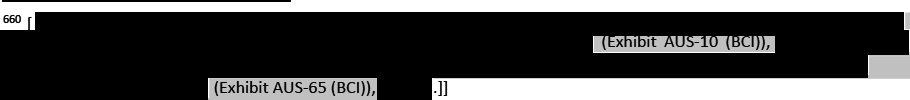 660 [
(Exhibit AUS-10 (BCI)),
(Exhibit AUS-65 (BCI)), .]]